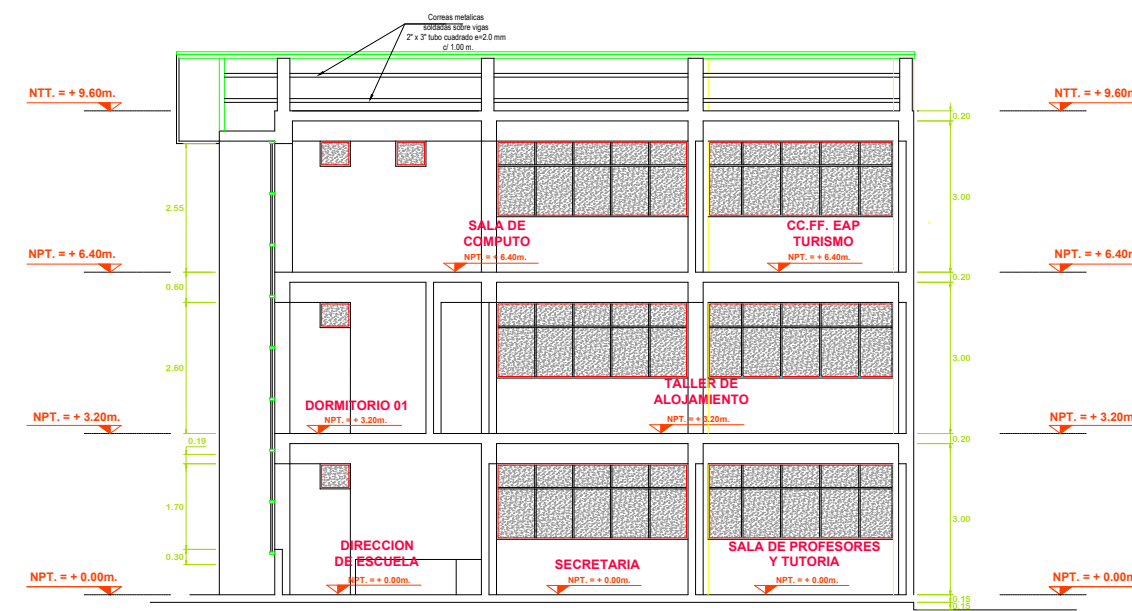 Correas metalicas
soldadas sobre vigas
2" x 3" tubo cuadrado e=2.0 mm
c/ 1.00 m.
NTT. = + 9.60m.
NTT. = + 9.60m
0.20
2.55
3.00
SALA DE
COMPUTO
NPT. = + 6.40m.
CC.FF. EAP
TURISMO
NPT. = + 6.40m.
NPT. = + 6.40m.
NPT. = + 6.40m
0.20
0.60
2.60
3.00
DORMITORIO 01
NPT. = + 3.20m.
TALLER DE
ALOJAMIENTO
NPT. = + 3.20m.
NPT. = + 3.20m.
NPT. = + 3.20m
0.20
0.19
1.70
3.00
0.30
DIRECCION
DE ESCUELA
NPT. = + 0.00m.
SECRETARIA
NPT. = + 0.00m.
SALA DE PROFESORES
Y TUTORIA
NPT. = + 0.00m.
NPT. = + 0.00m.
NPT. = + 0.00m
0.15
0.15